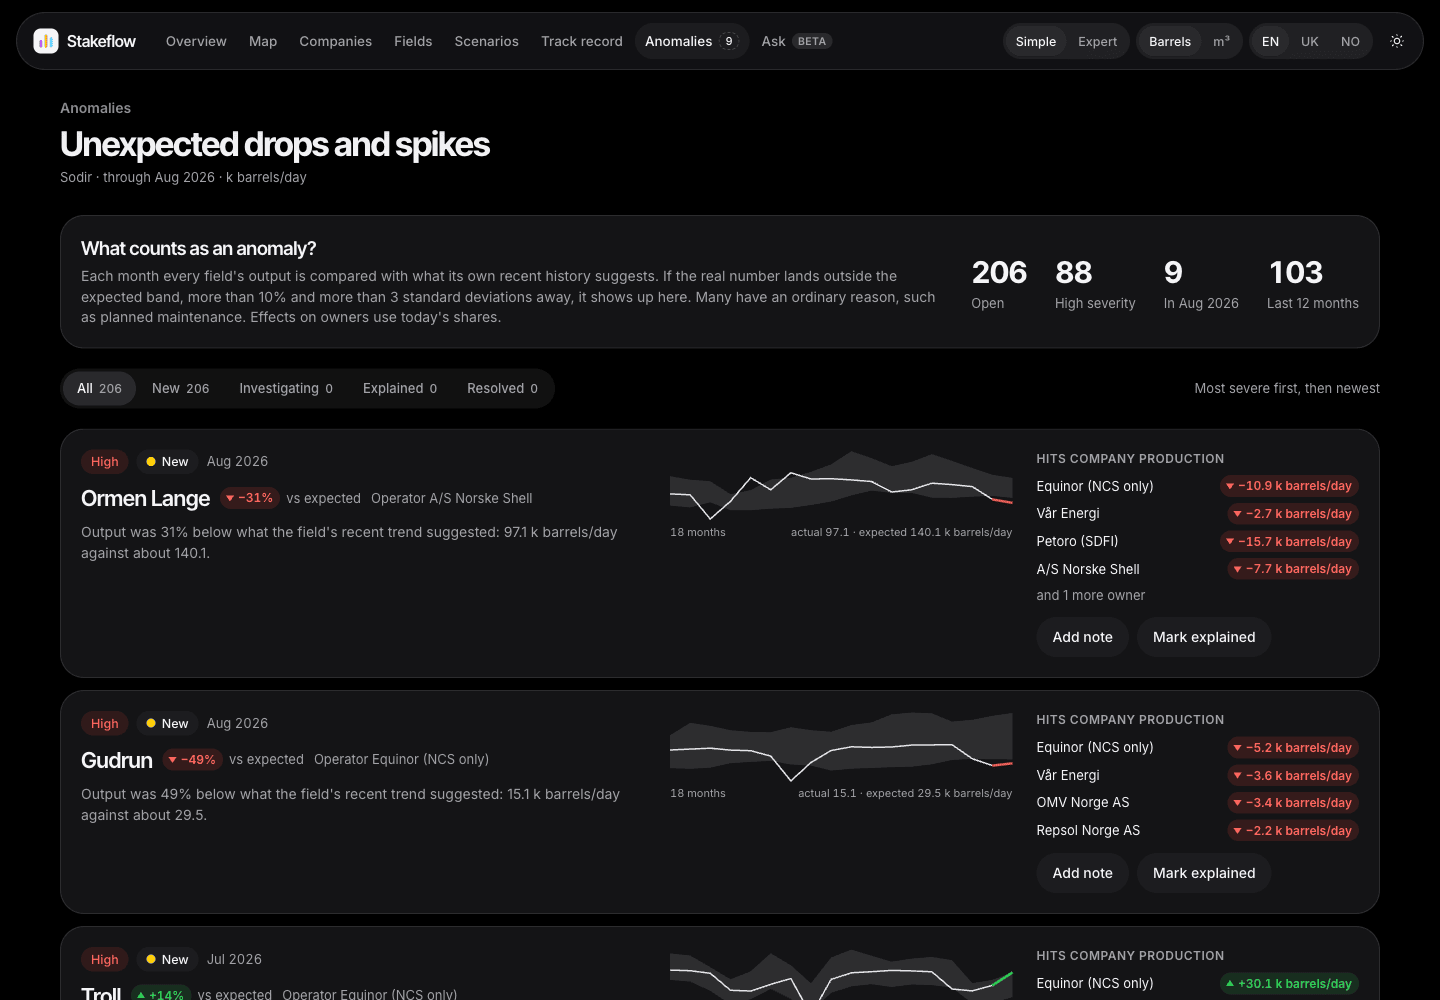 Stakeflow
Overview
Map
Companies
Fields
Scenarios
Track record
Anomalies 9
Ask BETA
Simple Expert
Barrels m³
EN UK NO
Anomalies
Unexpected drops and spikes
Sodir · through Aug 2026 · k barrels/day
What counts as an anomaly?
Each month every field's output is compared with what its own recent history suggests. If the real number lands outside the
expected band, more than 10% and more than 3 standard deviations away, it shows up here. Many have an ordinary reason, such
as planned maintenance. Effects on owners use today's shares.
206 88 9 103
Open High severity In Aug 2026 Last 12 months
All 206 New 206 Investigating 0 Explained 0 Resolved 0
Most severe first, then newest
High New Aug 2026
Ormen Lange −31% vs expected Operator A/S Norske Shell
Output was 31% below what the field's recent trend suggested: 97.1 k barrels/day
against about 140.1.
18 months actual 97.1 · expected 140.1 k barrels/day
HITS COMPANY PRODUCTION
Equinor (NCS only) −10.9 k barrels/day
Vår Energi −2.7 k barrels/day
Petoro (SDFI) −15.7 k barrels/day
A/S Norske Shell −7.7 k barrels/day
and 1 more owner
Add note Mark explained
High New Aug 2026
Gudrun −49% vs expected Operator Equinor (NCS only)
Output was 49% below what the field's recent trend suggested: 15.1 k barrels/day
against about 29.5.
18 months actual 15.1 · expected 29.5 k barrels/day
HITS COMPANY PRODUCTION
Equinor (NCS only) −5.2 k barrels/day
Vår Energi −3.6 k barrels/day
OMV Norge AS −3.4 k barrels/day
Repsol Norge AS −2.2 k barrels/day
Add note Mark explained
High New Jul 2026
Troll +14% vs expected Operator Equinor (NCS only)
HITS COMPANY PRODUCTION
Equinor (NCS only) +30.1 k barrels/day